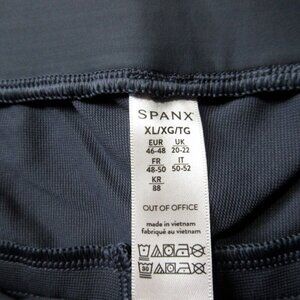 SPANX
XL/XG/TG
EUR UK
46-48 20-22
FR IT
48-50 50-52
KR
88
OUT OF OFFICE
made in vietnam
fabriqué au vietnam